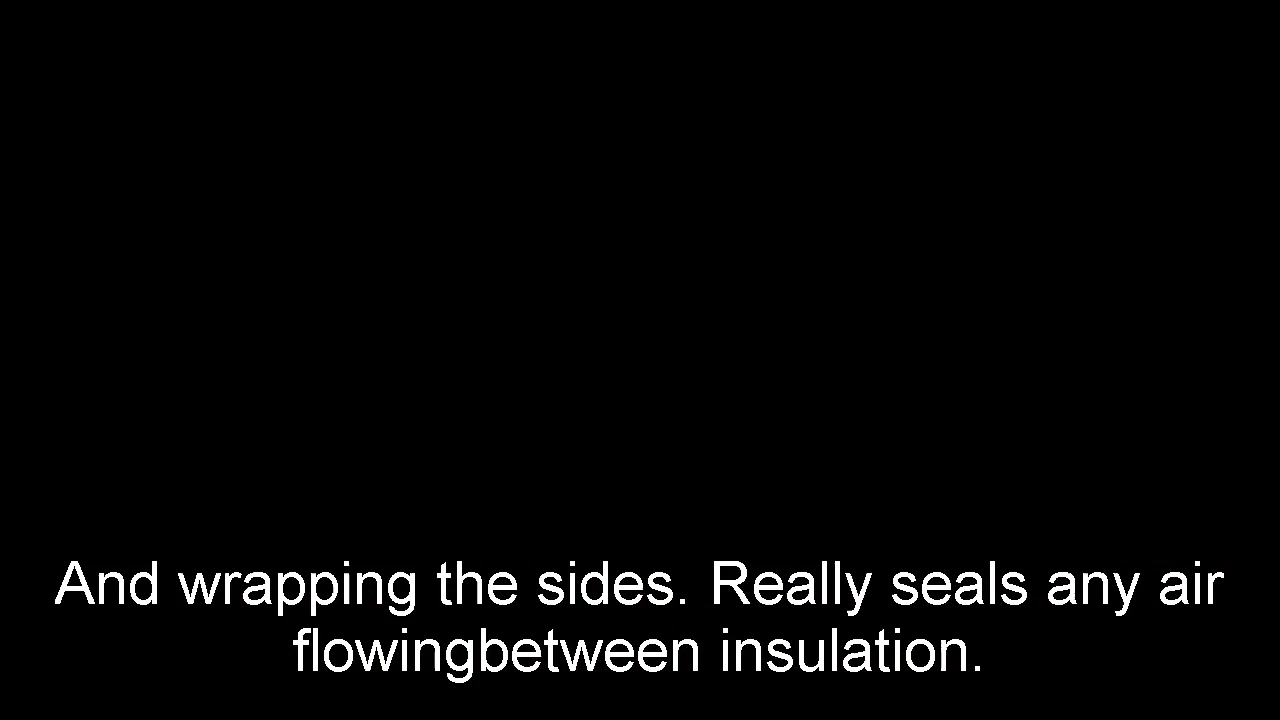 And wrapping the sides. Really seals any air
flowingbetween insulation.